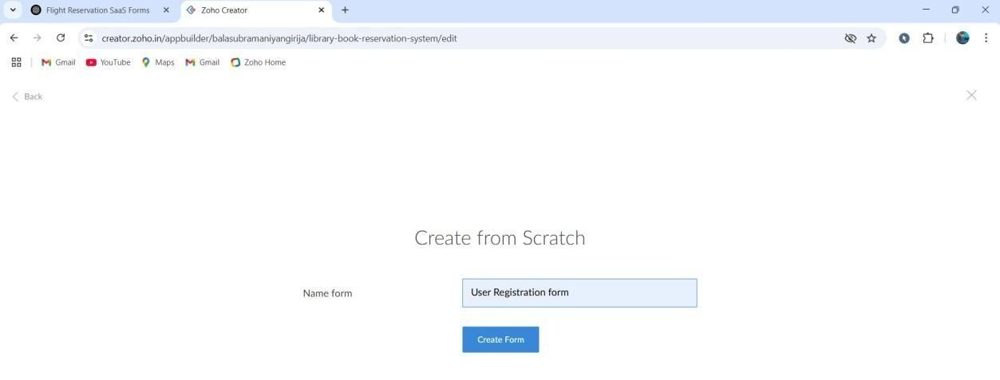 Flight Reservation SaaS Forms
Zoho Creator
creator.zoho.in/appbuilder/balasubramaniyangirija/library-book-reservation-system/edit
Gmail
YouTube
Maps
Gmail
Zoho Home
Back
Create from Scratch
Name form
User Registration form
Create Form